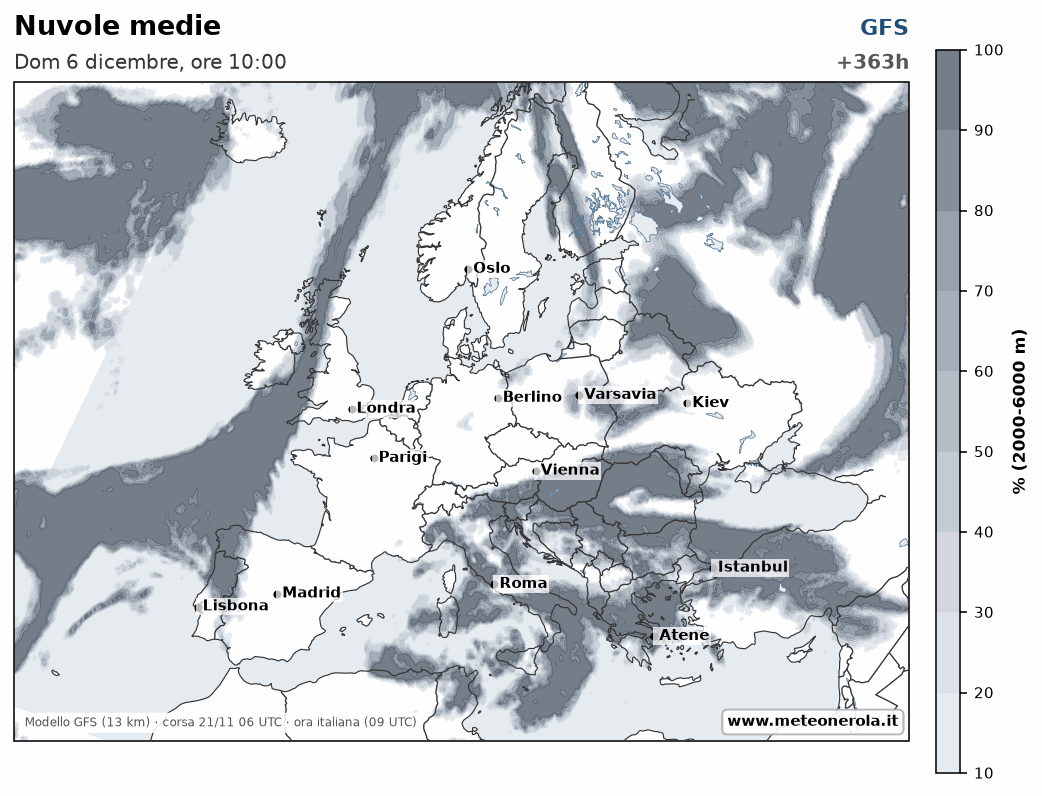 Nuvole medie
GFS
Dom 6 dicembre, ore 10:00
+363h
100
90
80
70
60
50
40
30
20
10
% (2000-6000 m)
Oslo
Londra
Berlino
Varsavia
Kiev
Parigi
Vienna
Istanbul
Roma
Madrid
Lisbona
Atene
Modello GFS (13 km) · corsa 21/11 06 UTC · ora italiana (09 UTC)
www.meteonerola.it